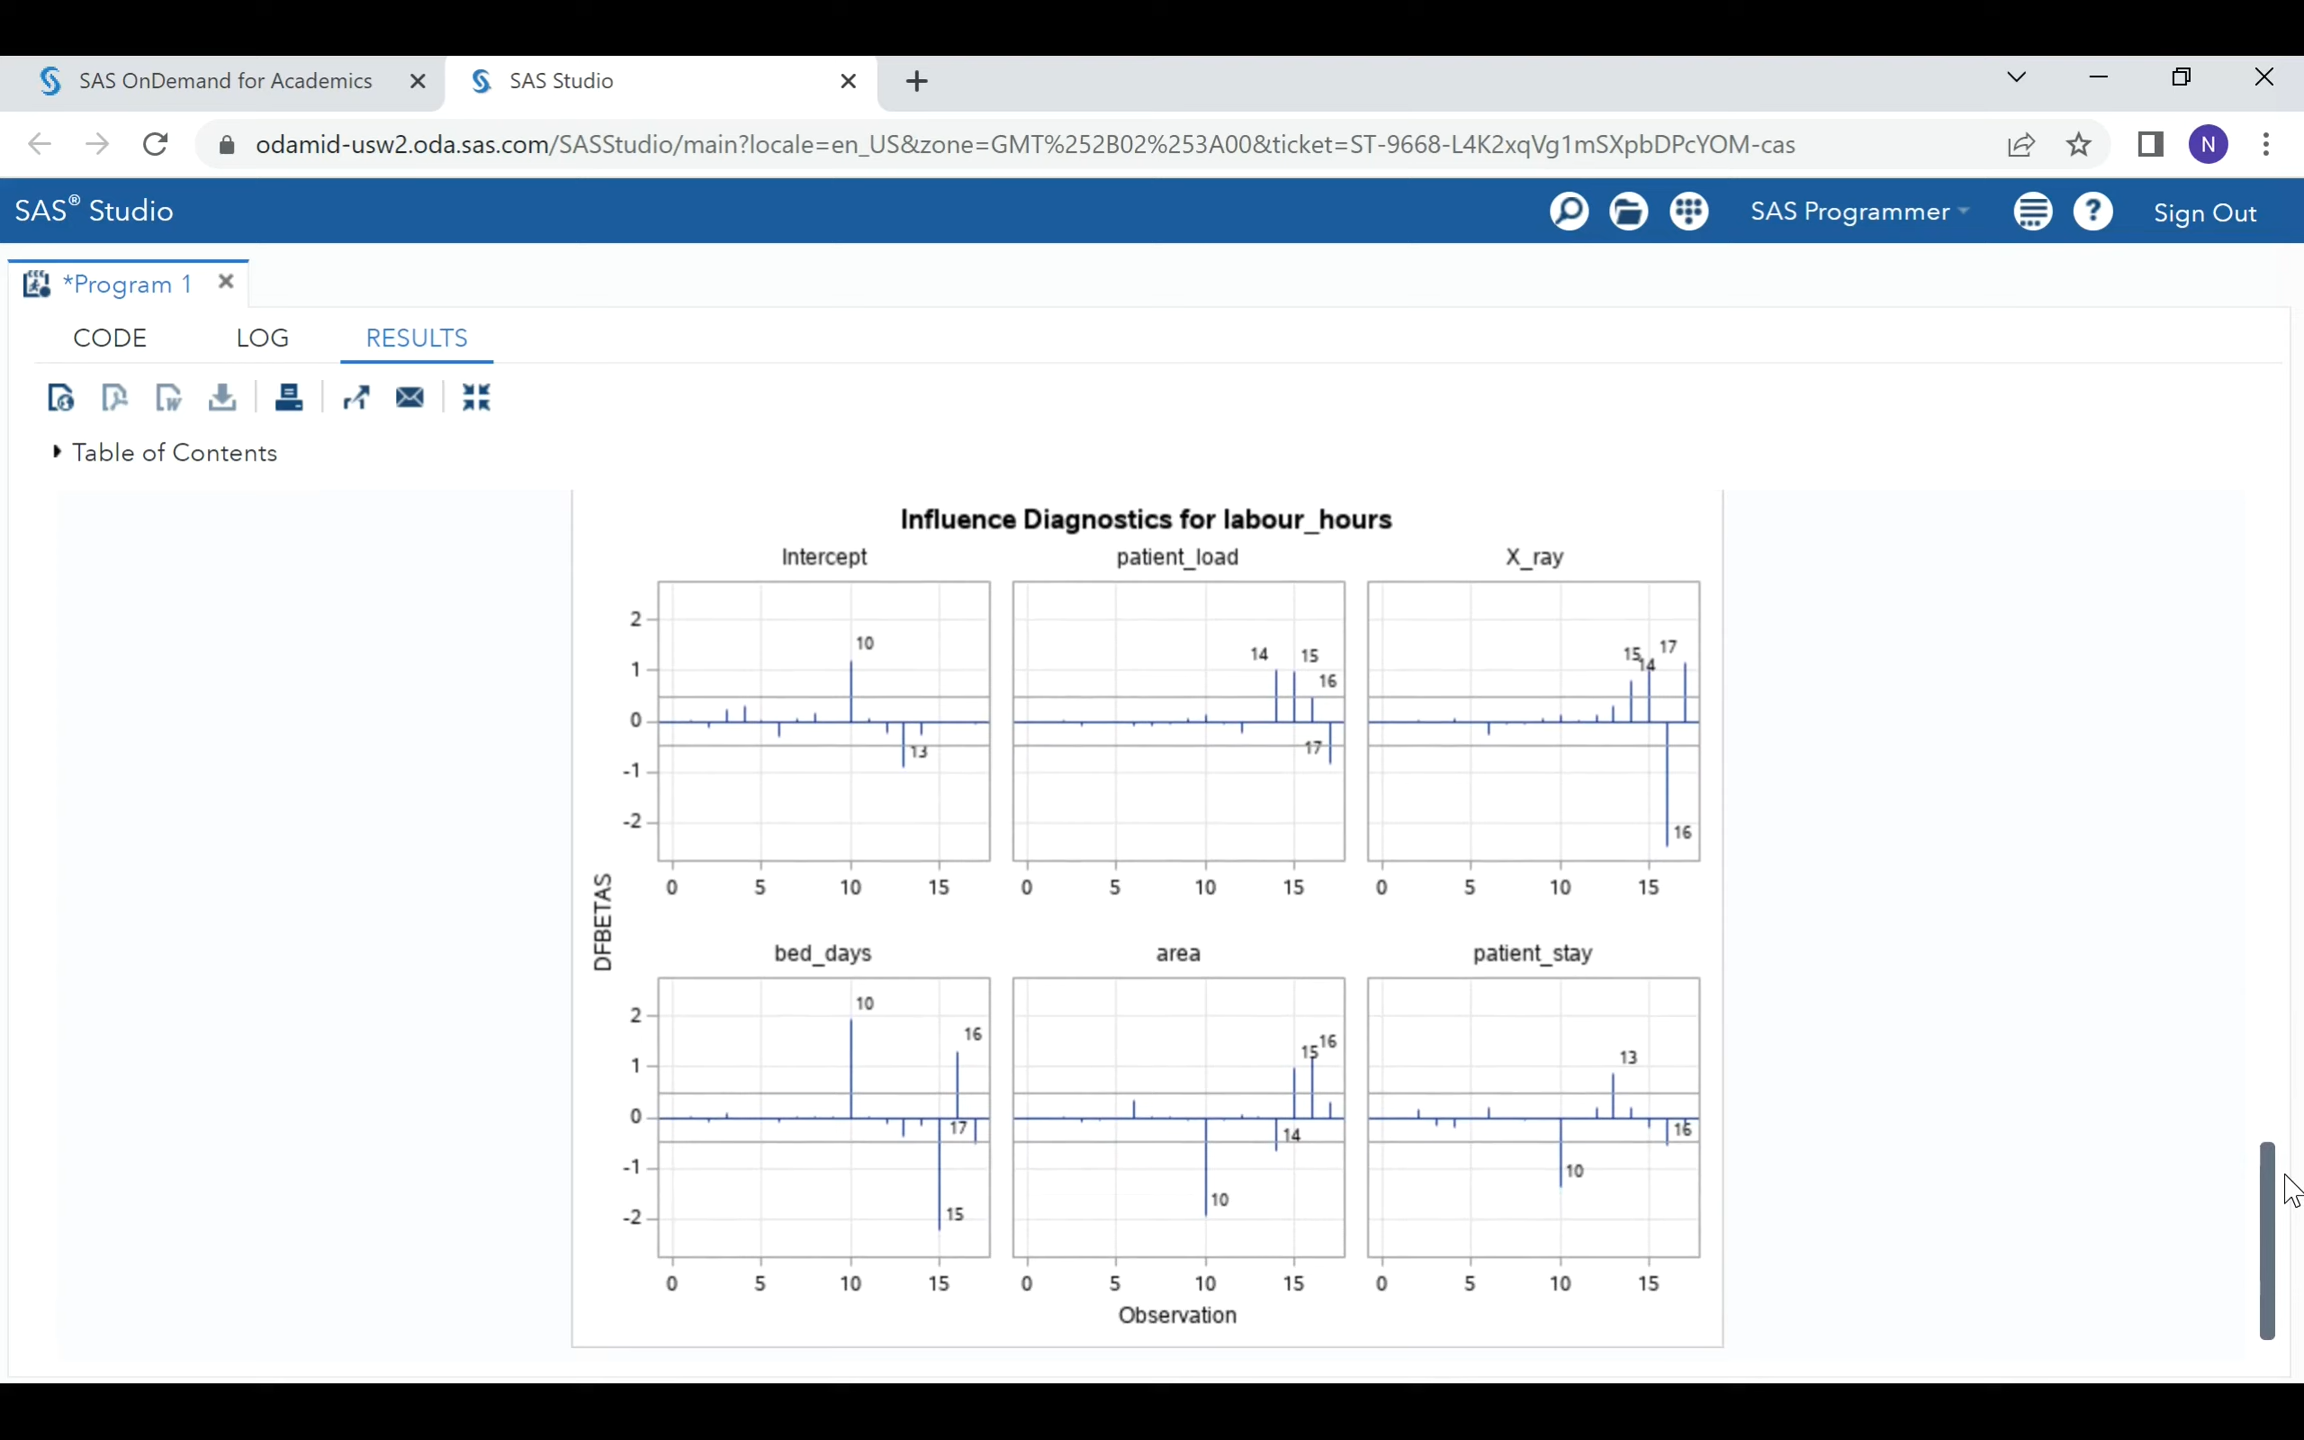 SAS OnDemand for Academics
SAS Studio
odamid-usw2.oda.sas.com/SASStudio/main?locale=en_US&zone=GMT%252B02%253A00&ticket=ST-9668-L4K2xqVg1mSXpbDPcYOM-cas
N
SAS® Studio
SAS Programmer
?
Sign Out
*Program 1
CODE LOG RESULTS
Table of Contents
Influence Diagnostics for labour_hours
Intercept patient_load X_ray
2
1
0
-1
-2
10
13
14 15
16
17
15 17
14
16
0 5 10 15 0 5 10 15 0 5 10 15
DFBETAS
bed_days area patient_stay
2
1
0
-1
-2
10
16
17
15
15 16
14
10
13
16
10
0 5 10 15 0 5 10 15 0 5 10 15
Observation